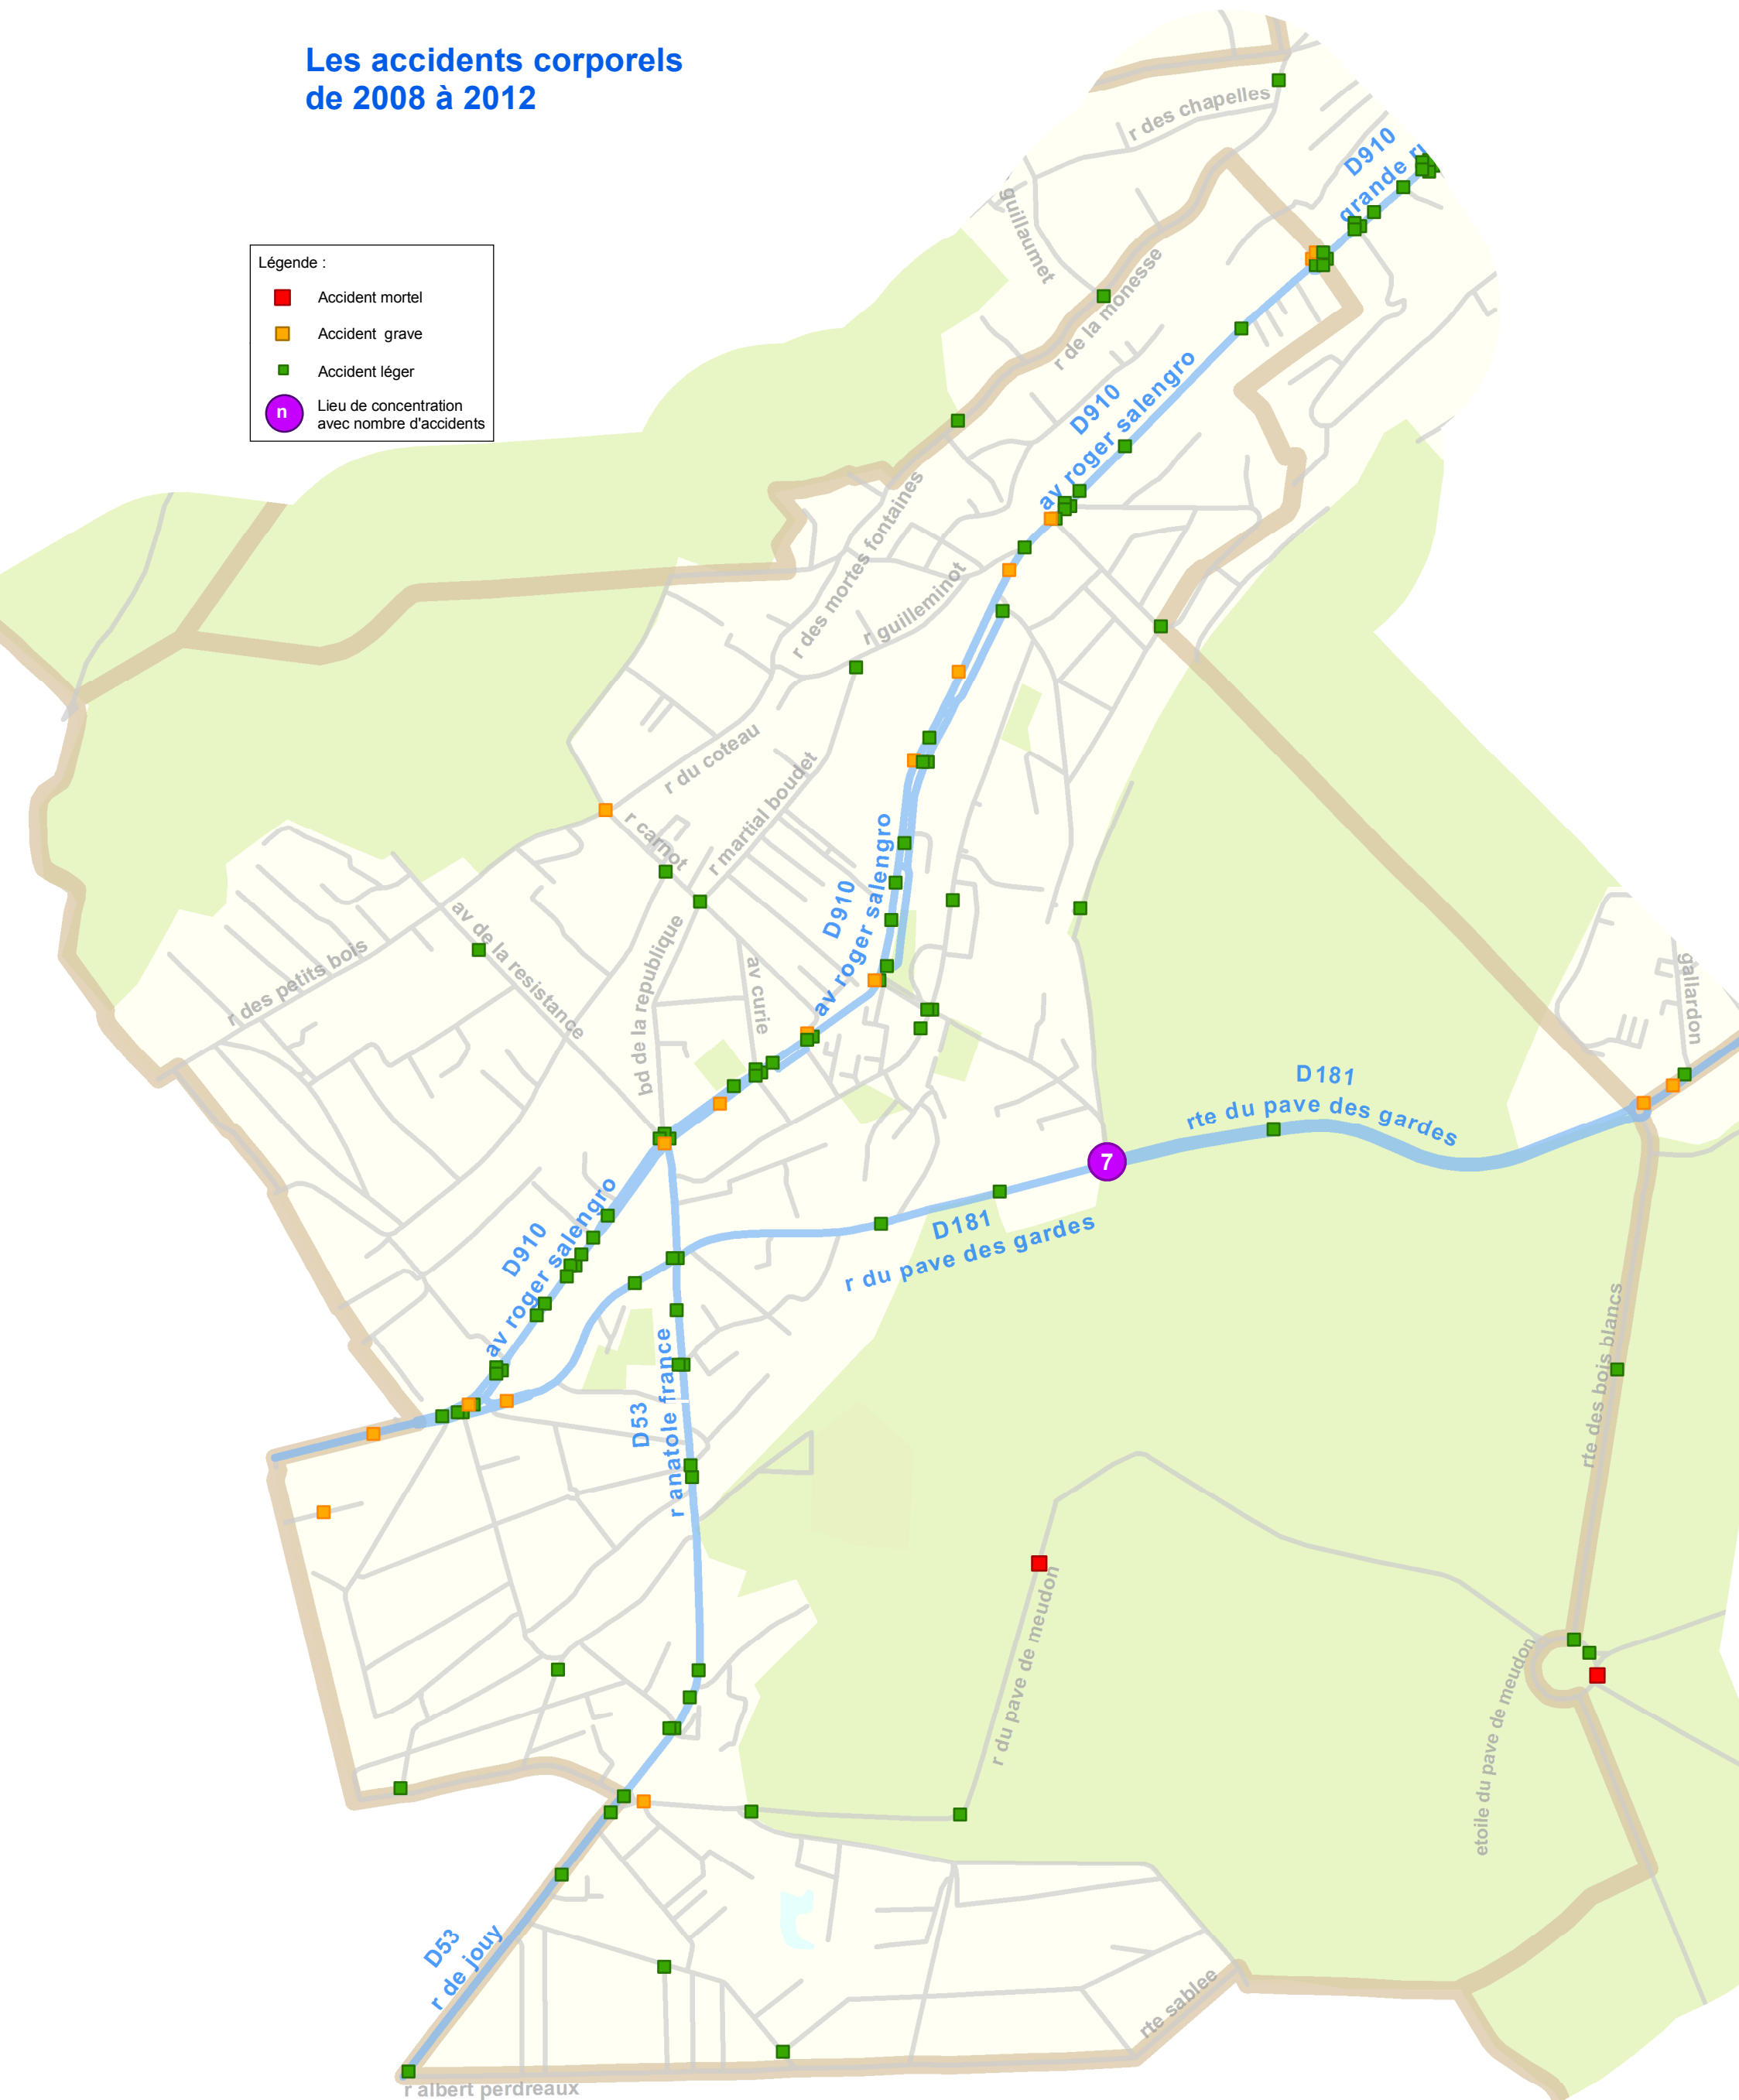 Les accidents corporels
de 2008 à 2012
Légende :
Accident mortel
Accident grave
Accident léger
n
Lieu de concentration
avec nombre d'accidents
r des chapelles
D910
grande
guillaumet
r de la monesse
D910
av roger salengro
r des mortes fontaines
r guilleminot
r du coteau
r martial boudet
r carnot
D910
av roger salengro
av de la resistance
r des petits bois
bd de la republique
av curie
gallardon
D181
rte du pave des gardes
7
D181
r du pave des gardes
D910
av roger salengro
D53
r anatole france
rte des bois blancs
r du pave de meudon
etoile du pave de meudon
D53
r de jouy
rte sablee
r albert perdreaux